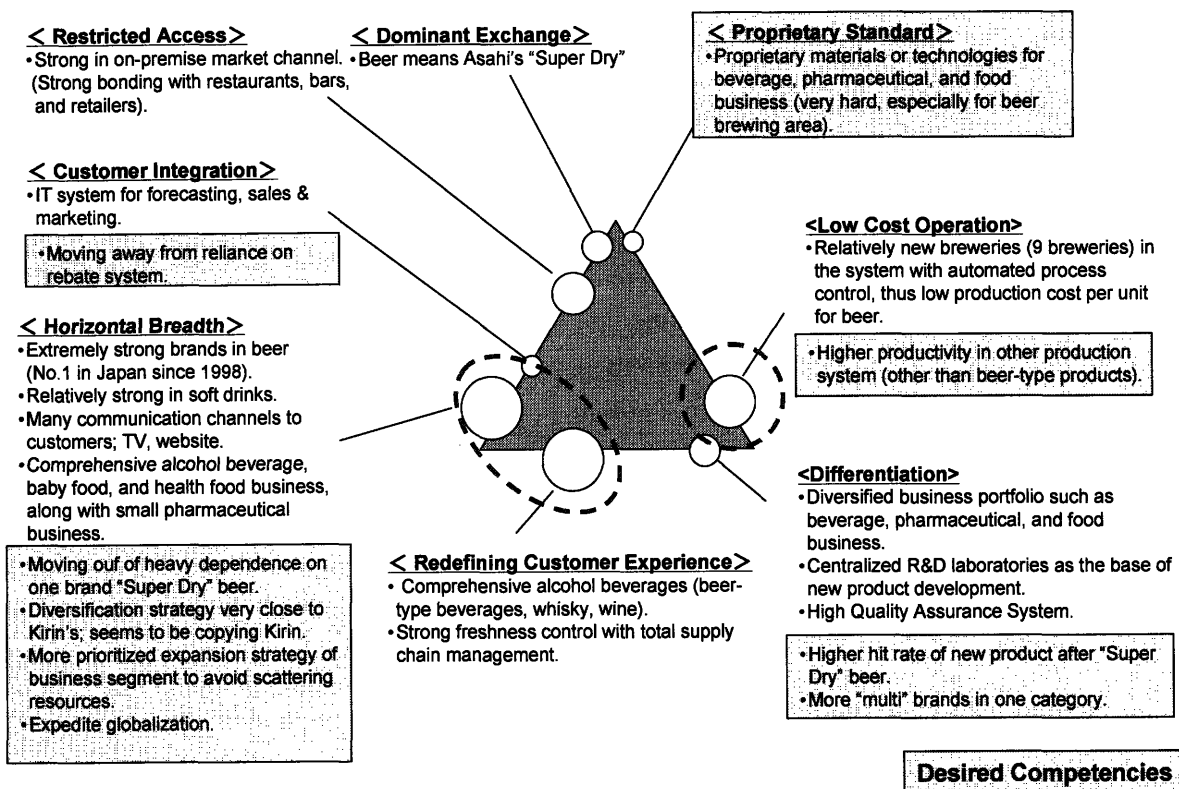 < Restricted Access>
•Strong in on-premise market channel.
(Strong bonding with restaurants, bars,
and retailers).
< Dominant Exchange>
•Beer means Asahi's "Super Dry"
< Proprietary Standard>
•Proprietary materials or technologies for
beverage, pharmaceutical, and food
business (very hard, especially for beer
brewing area).
< Customer Integration>
•IT system for forecasting, sales &
marketing.
•Moving away from reliance on
rebate system.
<Low Cost Operation>
•Relatively new breweries (9 breweries) in
the system with automated process
control, thus low production cost per unit
for beer.
•Higher productivity in other production
system (other than beer-type products).
< Horizontal Breadth>
•Extremely strong brands in beer
(No.1 in Japan since 1998).
•Relatively strong in soft drinks.
•Many communication channels to
customers; TV, website.
•Comprehensive alcohol beverage,
baby food, and health food business,
along with small pharmaceutical
business.
•Moving out of heavy dependence on
one brand "Super Dry" beer.
•Diversification strategy very close to
Kirin's; seems to be copying Kirin.
•More prioritized expansion strategy of
business segment to avoid scattering
resources.
•Expedite globalization.
< Redefining Customer Experience>
• Comprehensive alcohol beverages (beer-
type beverages, whisky, wine).
•Strong freshness control with total supply
chain management.
<Differentiation>
•Diversified business portfolio such as
beverage, pharmaceutical, and food
business.
•Centralized R&D laboratories as the base of
new product development.
•High Quality Assurance System.
•Higher hit rate of new product after "Super
Dry" beer.
•More "multi" brands in one category.
Desired Competencies